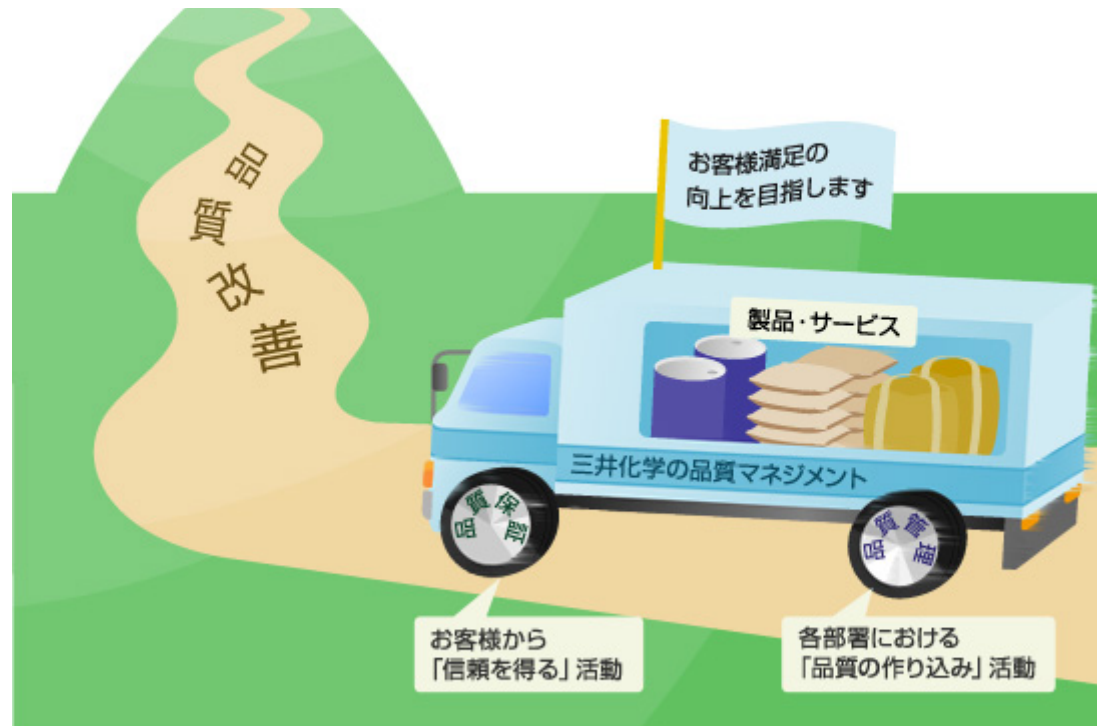 品質改善
お客様満足の
向上を目指します
製品・サービス
三井化学の品質マネジメント
品質保証
品質管理
お客様から
「信頼を得る」活動
各部署における
「品質の作り込み」活動